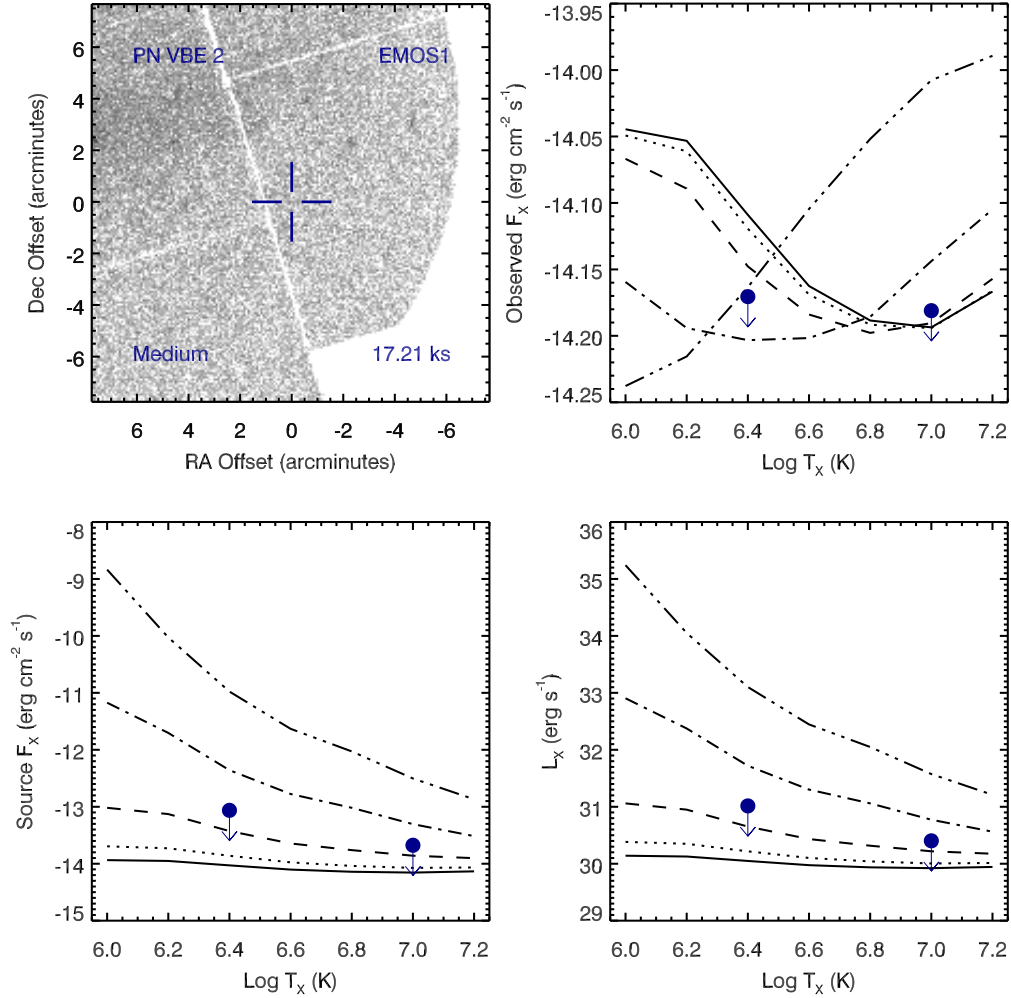 PN VBE 2
EMOS1
Medium
17.21 ks
Dec Offset (arcminutes)
6
4
2
0
-2
-4
-6
6 4 2 0 -2 -4 -6
RA Offset (arcminutes)
Observed F_X (erg cm^-2 s^-1)
-13.95
-14.00
-14.05
-14.10
-14.15
-14.20
-14.25
6.0 6.2 6.4 6.6 6.8 7.0 7.2
Log T_X (K)
Source F_X (erg cm^-2 s^-1)
-8
-9
-10
-11
-12
-13
-14
-15
6.0 6.2 6.4 6.6 6.8 7.0 7.2
Log T_X (K)
L_X (erg s^-1)
36
35
34
33
32
31
30
29
6.0 6.2 6.4 6.6 6.8 7.0 7.2
Log T_X (K)